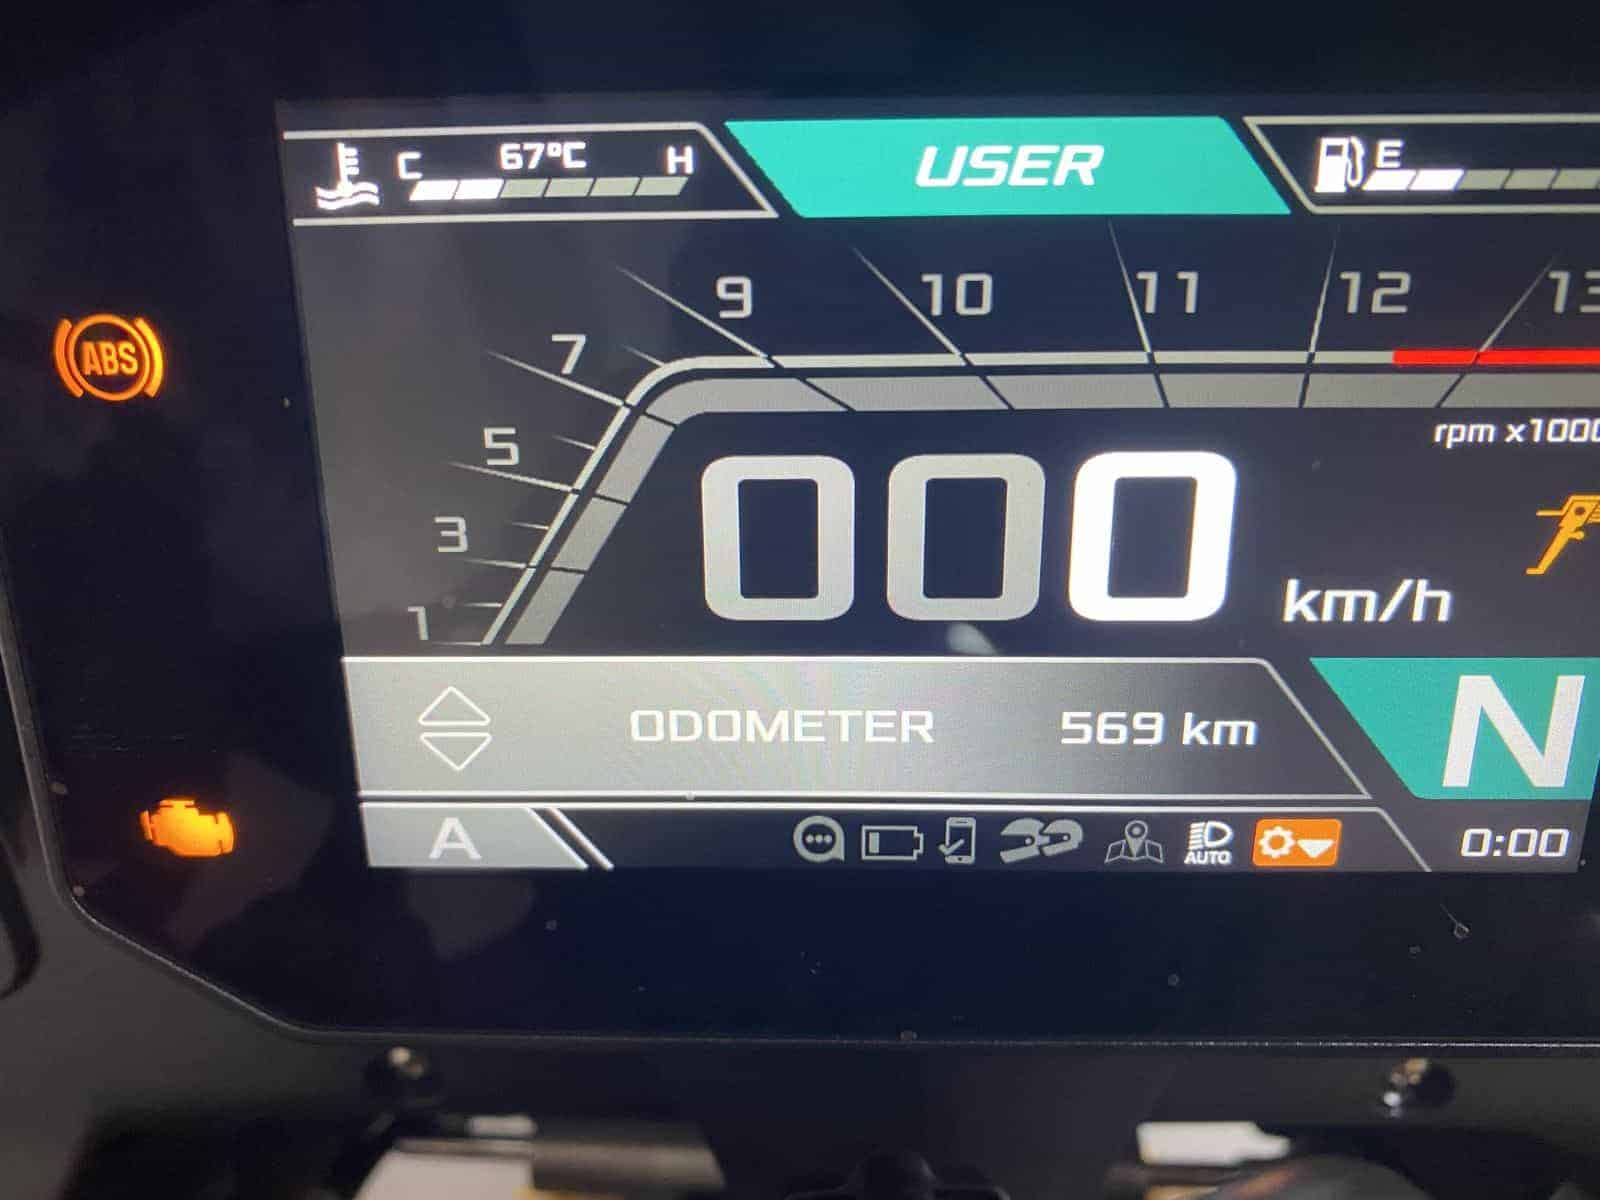 C 67°C H
USER
E
9 10 11 12 13
7
5
3
1
ABS
rpm x1000
000 km/h
ODOMETER 569 km
N
A
AUTO
0:00